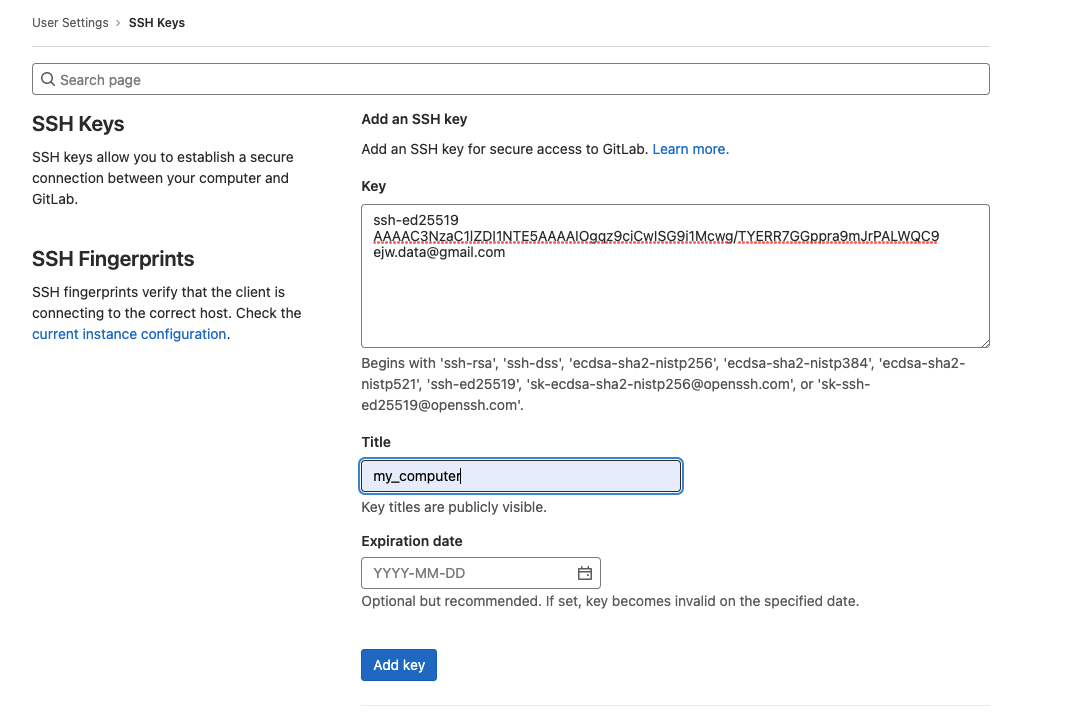 User Settings › SSH Keys
Search page
SSH Keys
SSH keys allow you to establish a secure
connection between your computer and
GitLab.
SSH Fingerprints
SSH fingerprints verify that the client is
connecting to the correct host. Check the
current instance configuration.
Add an SSH key
Add an SSH key for secure access to GitLab. Learn more.
Key
ssh-ed25519
AAAAC3NzaC1lZDI1NTE5AAAAIOgqz9ciCwISG9j1Mcwg/TYERR7GGppra9mJrPALWQC9
ejw.data@gmail.com
Begins with 'ssh-rsa', 'ssh-dss', 'ecdsa-sha2-nistp256', 'ecdsa-sha2-nistp384', 'ecdsa-sha2-
nistp521', 'ssh-ed25519', 'sk-ecdsa-sha2-nistp256@openssh.com', or 'sk-ssh-
ed25519@openssh.com'.
Title
my_computer
Key titles are publicly visible.
Expiration date
YYYY-MM-DD
Optional but recommended. If set, key becomes invalid on the specified date.
Add key